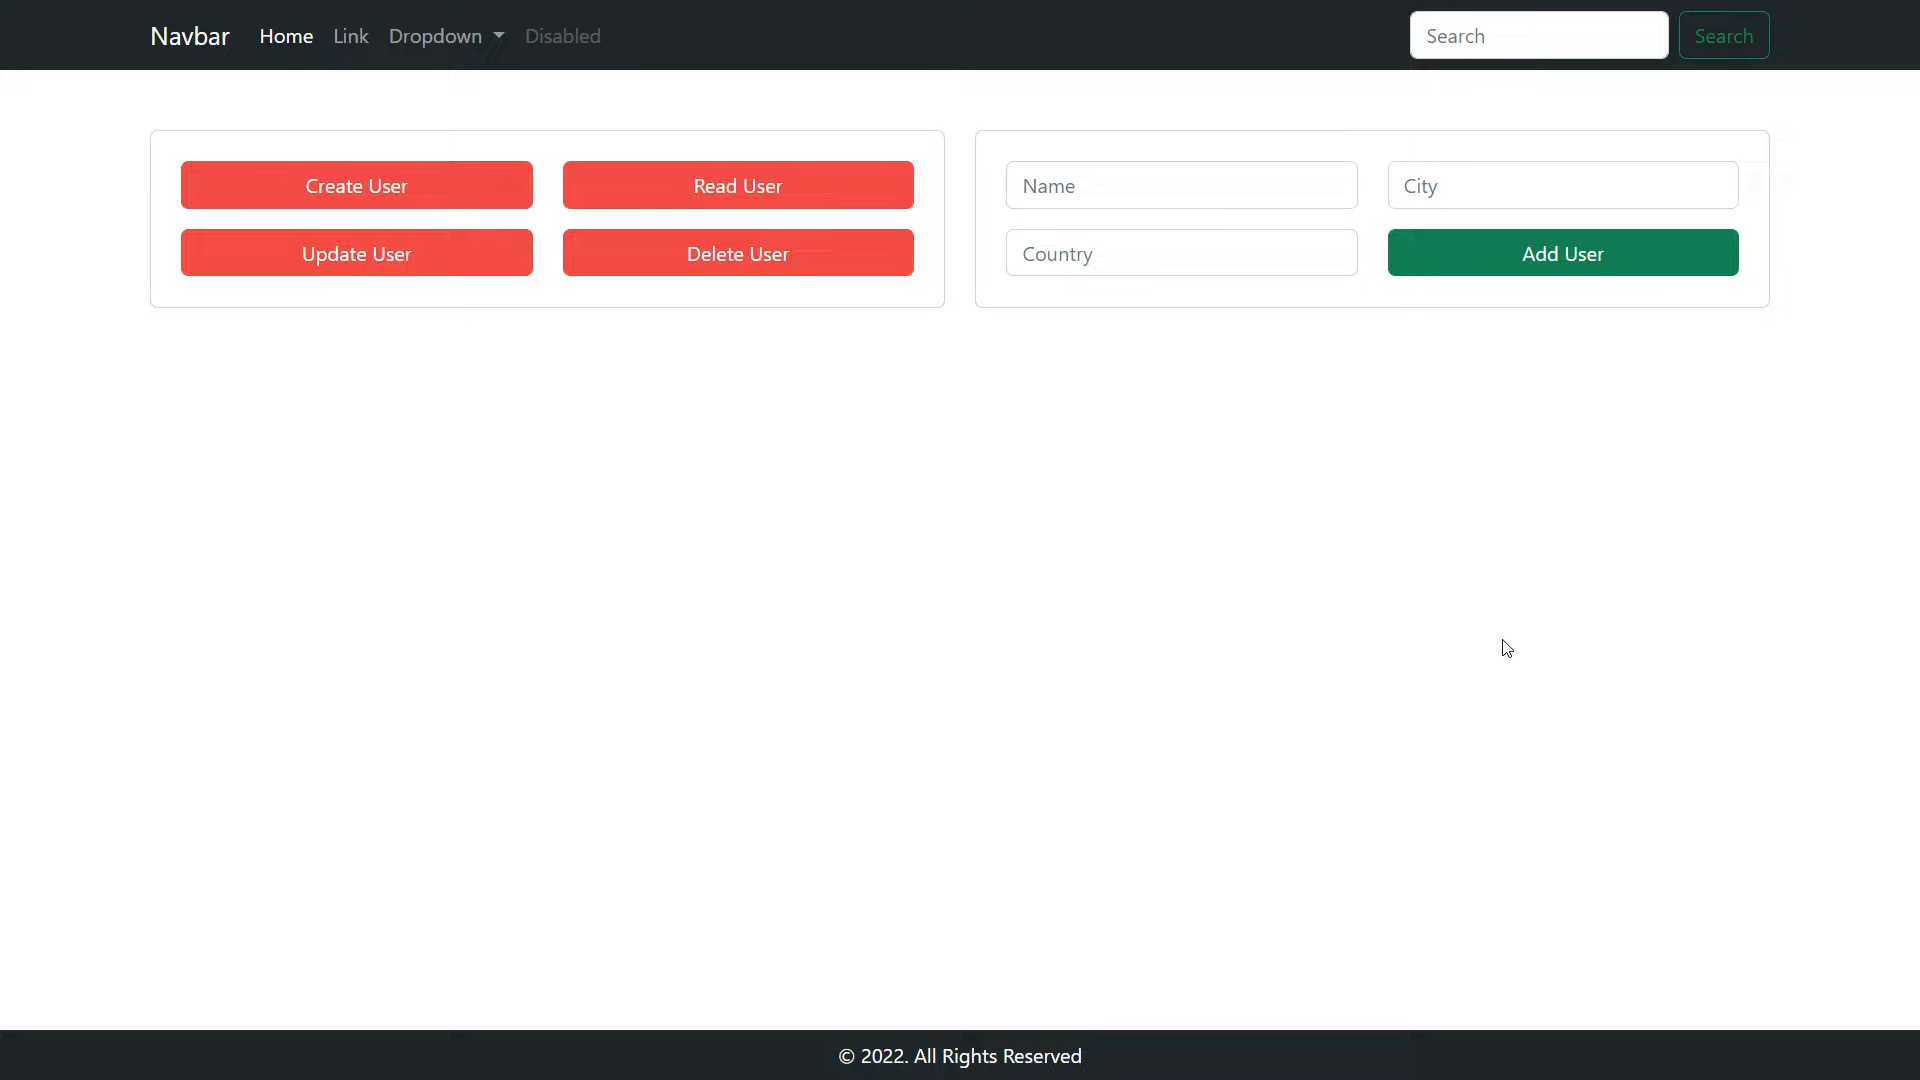 Navbar Home Link Dropdown Disabled Search Search
Create User Read User
Update User Delete User
Name City
Country Add User
© 2022. All Rights Reserved